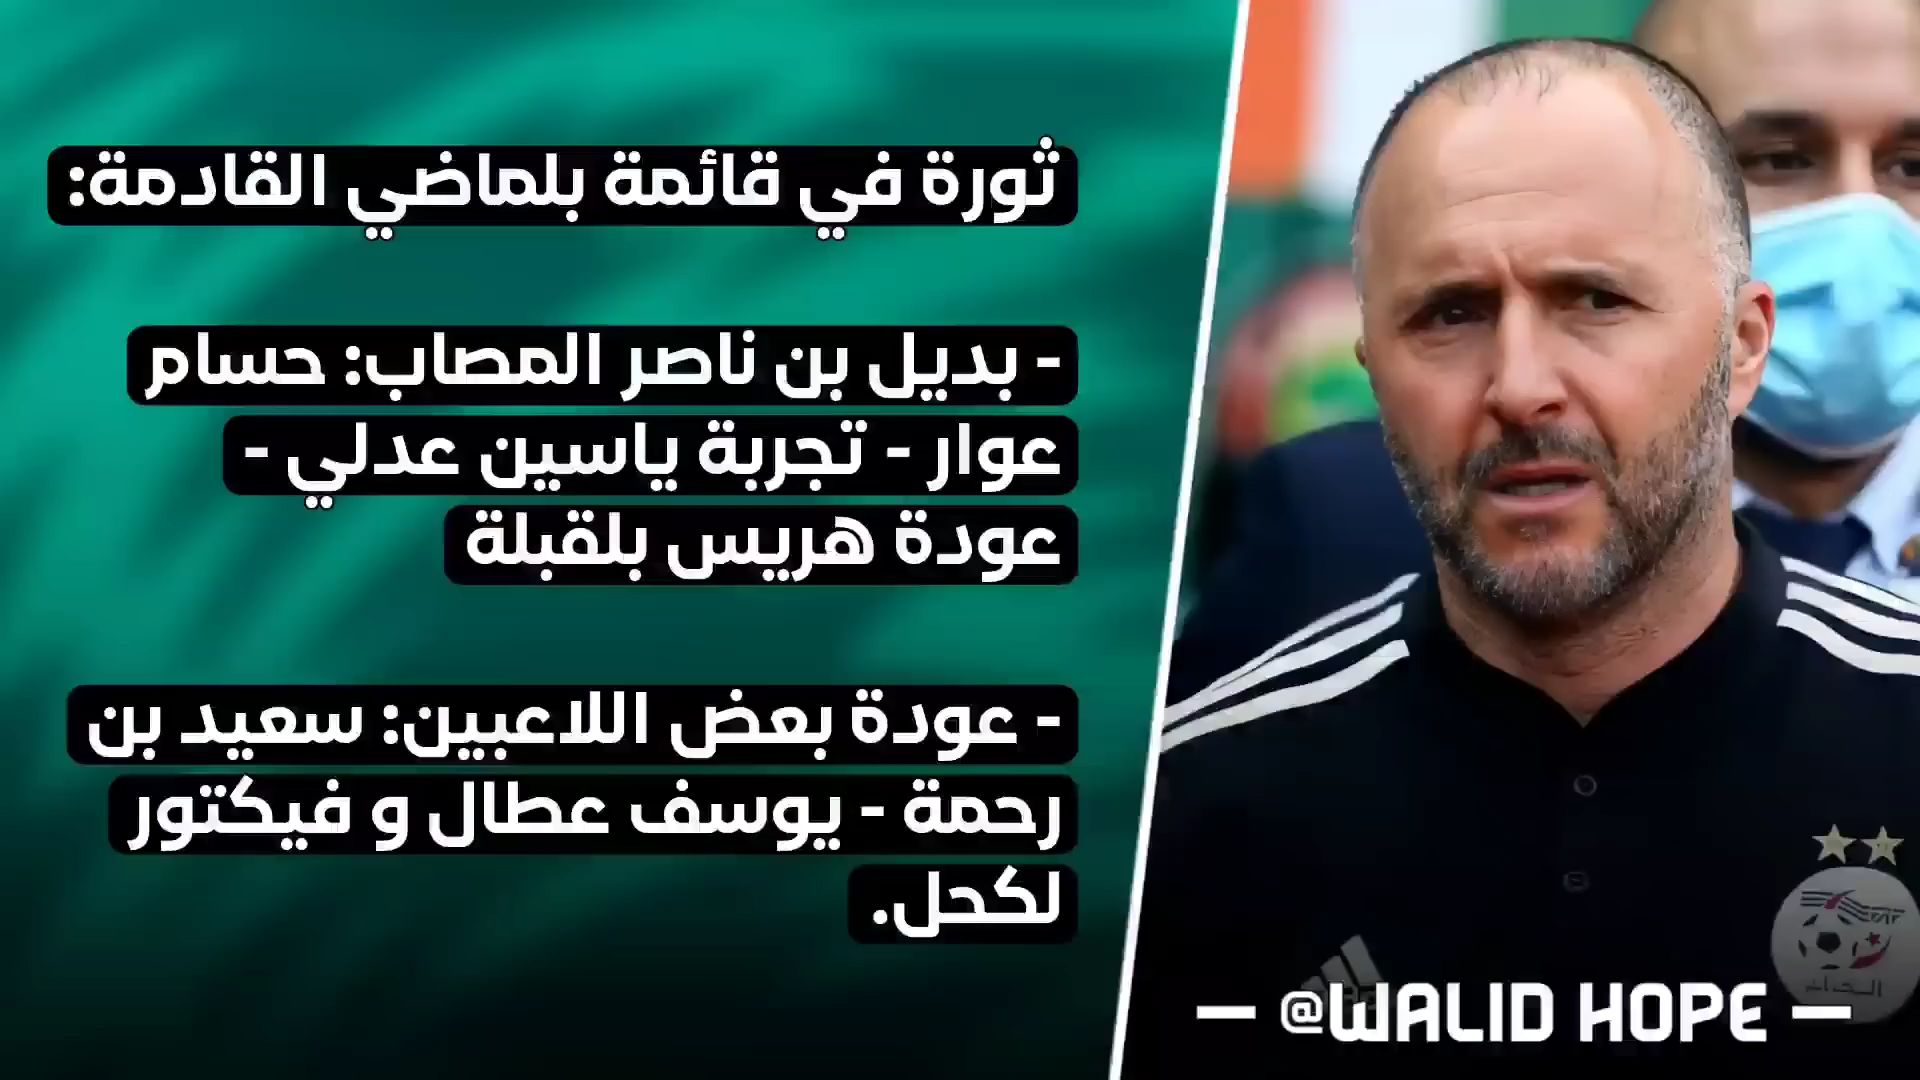 ثورة في قائمة بلماضي القادمة:
- بديل بن ناصر المصاب: حسام
عوار - تجربة ياسين عدلي -
عودة هريس بلقبلة
- عودة بعض اللاعبين: سعيد بن
رحمة - يوسف عطال و فيكتور
لكحل.
— @WALID HOPE —